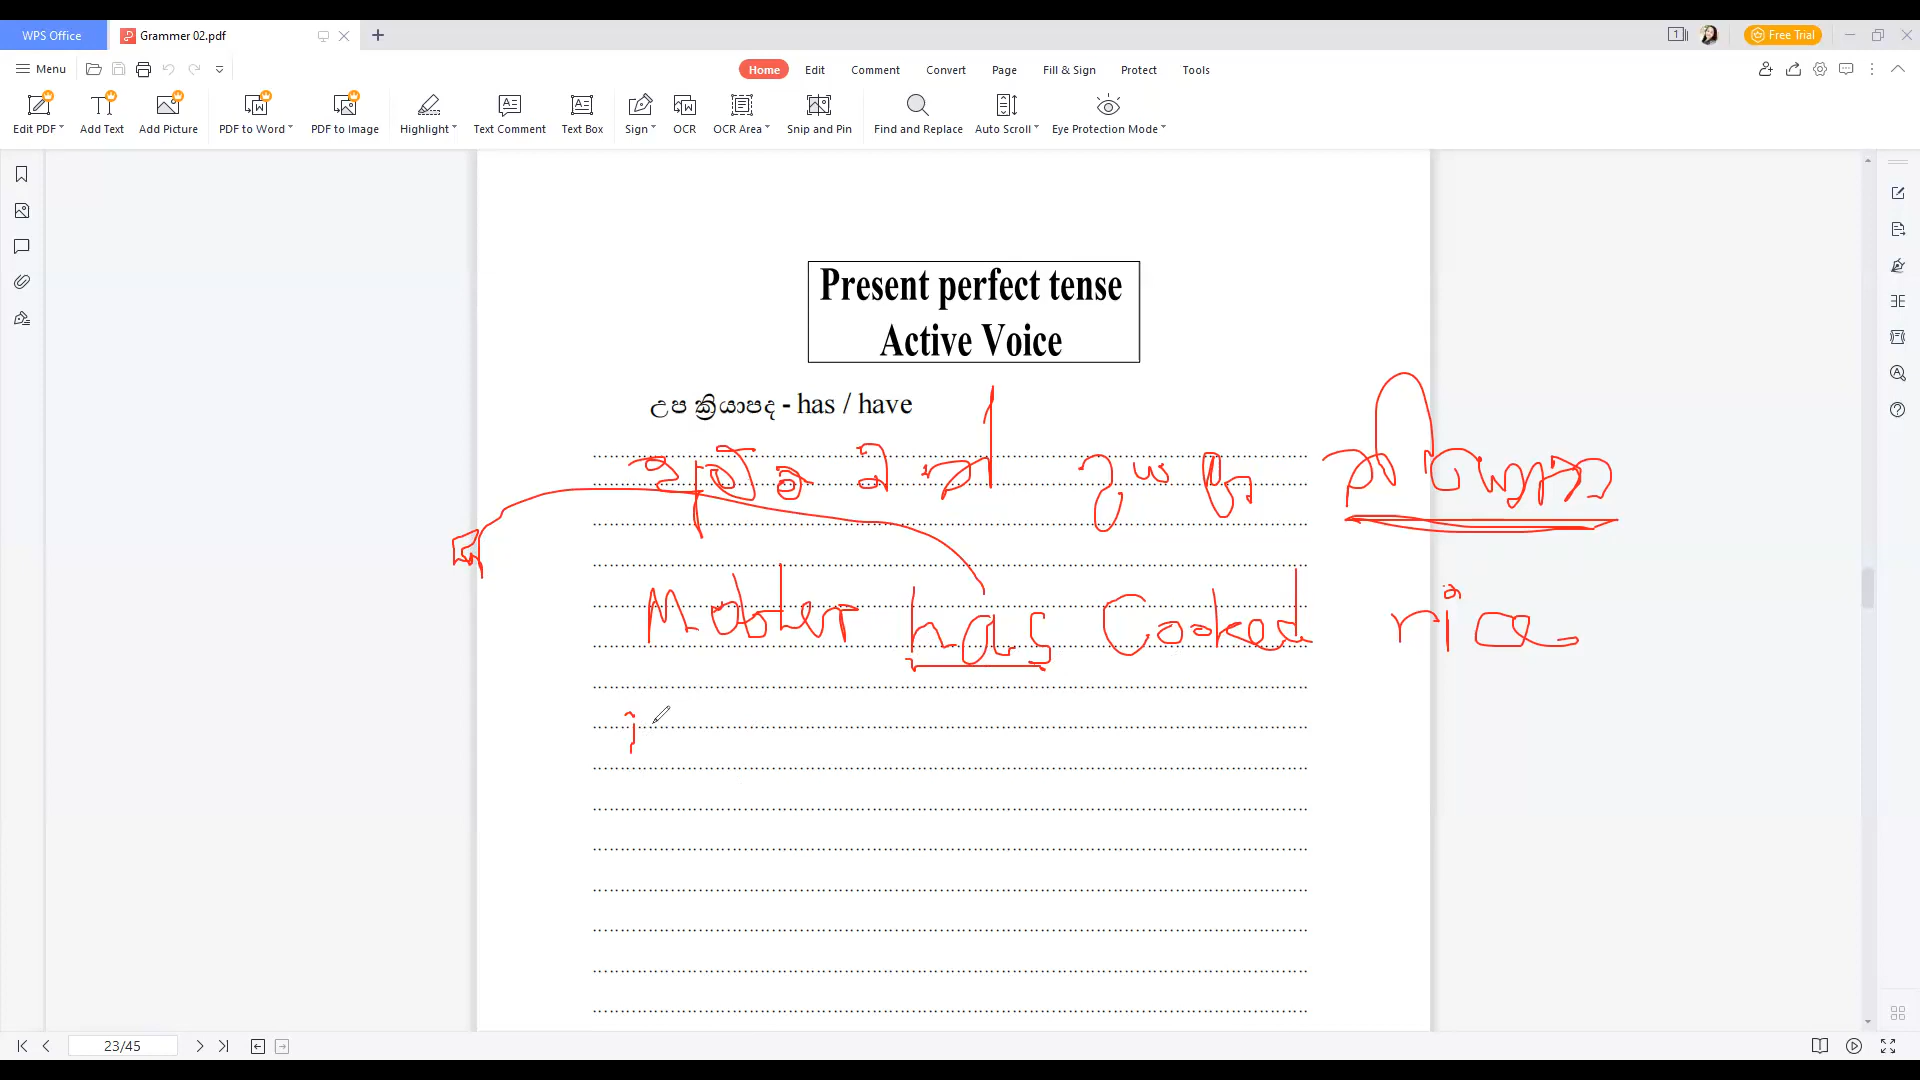 WPS Office Grammer 02.pdf 1 Free Trial
Menu Home Edit Comment Convert Page Fill & Sign Protect Tools
Edit PDF Add Text Add Picture PDF to Word PDF to Image Highlight Text Comment Text Box Sign OCR OCR Area Snip and Pin Find and Replace Auto Scroll Eye Protection Mode
Present perfect tense
Active Voice
උප ක්‍රියාපද - has / have
Mother has Cooked rice
23/45